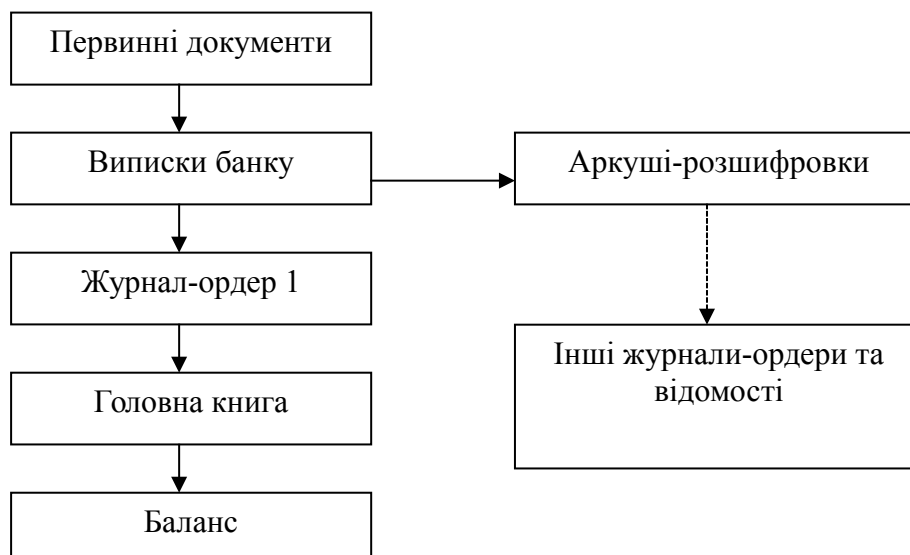 Первинні документи
Виписки банку
Аркуші-розшифровки
Журнал-ордер 1
Інші журнали-ордери та
відомості
Головна книга
Баланс